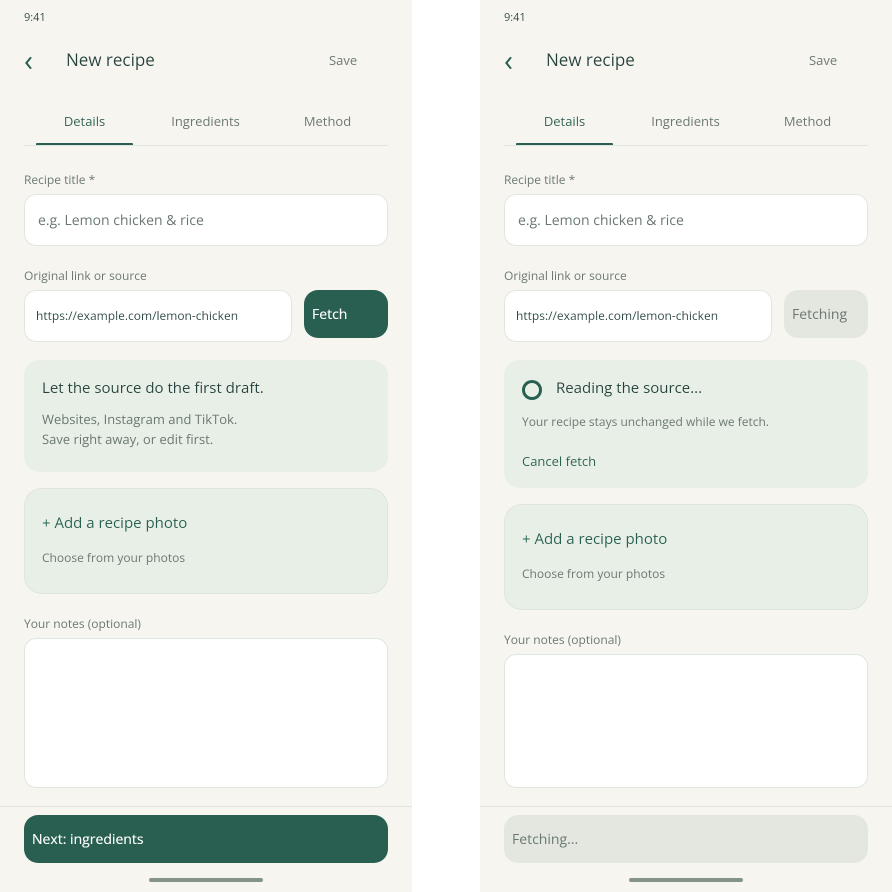 9:41
‹ New recipe Save
Details Ingredients Method
Recipe title *
e.g. Lemon chicken & rice
Original link or source
https://example.com/lemon-chicken Fetch
Let the source do the first draft.
Websites, Instagram and TikTok.
Save right away, or edit first.
+ Add a recipe photo
Choose from your photos
Your notes (optional)
Next: ingredients
9:41
‹ New recipe Save
Details Ingredients Method
Recipe title *
e.g. Lemon chicken & rice
Original link or source
https://example.com/lemon-chicken Fetching
Reading the source...
Your recipe stays unchanged while we fetch.
Cancel fetch
+ Add a recipe photo
Choose from your photos
Your notes (optional)
Fetching...